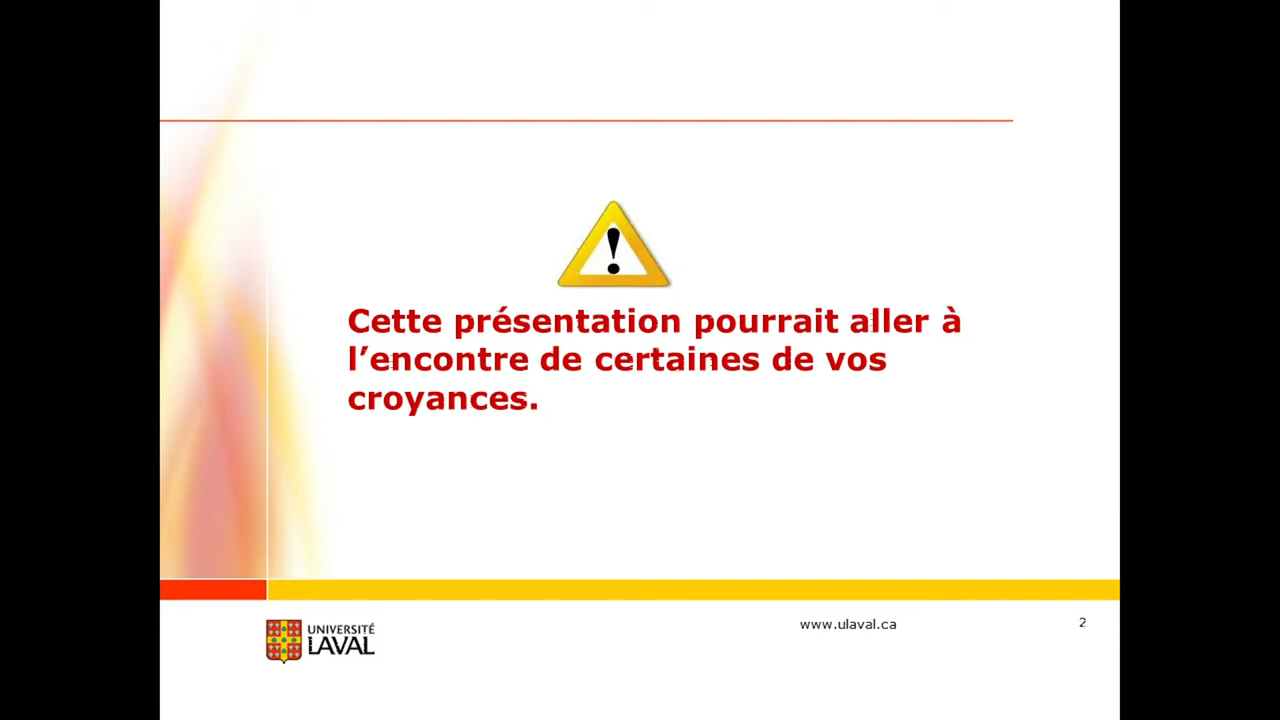 !
Cette présentation pourrait aller à
l’encontre de certaines de vos
croyances.
UNIVERSITÉ
LAVAL
www.ulaval.ca
2